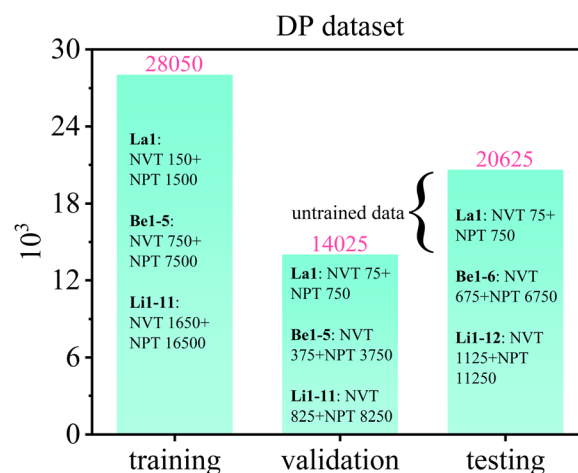 DP dataset
10³
30
24
18
12
6
0
28050
La1:
NVT 150+
NPT 1500
Be1-5:
NVT 750+
NPT 7500
Li1-11:
NVT 1650+
NPT 16500
untrained data
14025
La1: NVT 75+
NPT 750
Be1-5: NVT
375+NPT 3750
Li1-11: NVT
825+NPT 8250
20625
La1: NVT 75+
NPT 750
Be1-6: NVT
675+NPT 6750
Li1-12: NVT
1125+NPT
11250
training
validation
testing